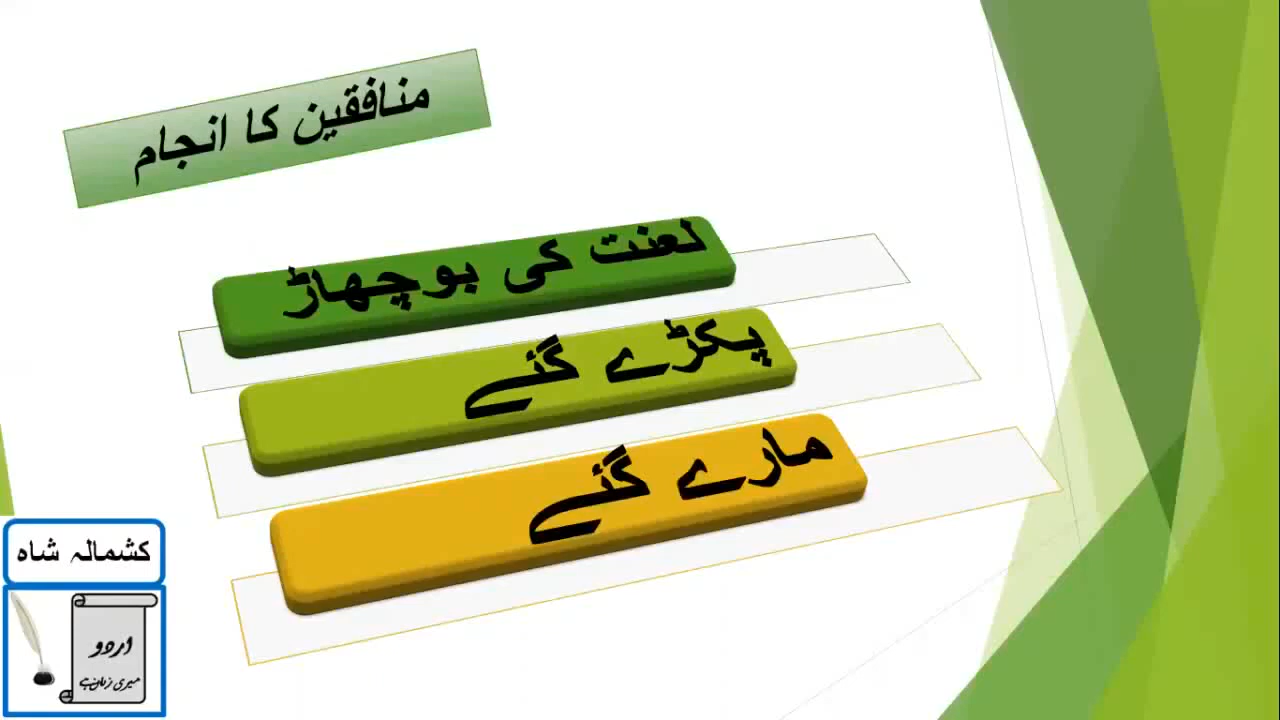 منافقین کا انجام
لعنت کی بوچھاڑ
پکڑے گئے
مارے گئے
کشمالہ شاہ
اردو
میری زبان ہے